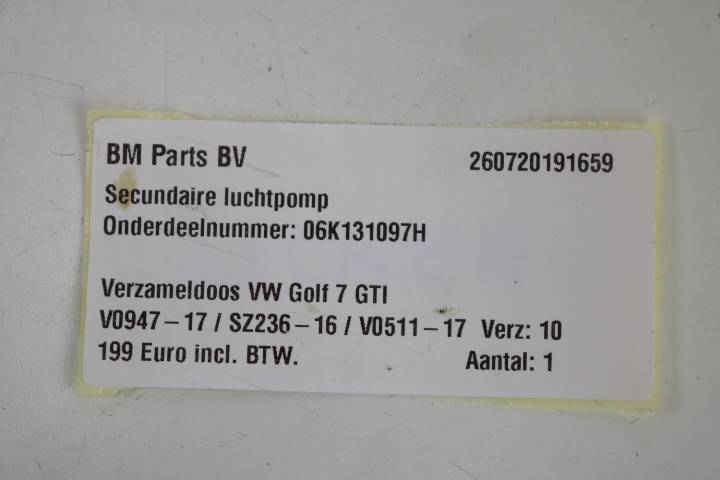 BM Parts BV 260720191659
Secundaire luchtpomp
Onderdeelnummer: 06K131097H
Verzameldoos VW Golf 7 GTI
V0947-17 / SZ236-16 / V0511-17 Verz: 10
199 Euro incl. BTW. Aantal: 1